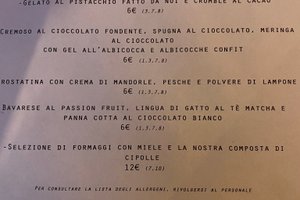 -Gelato al pistacchio fatto da noi e crumble al cacao
6€ (3.7.8)
Cremoso al cioccolato fondente, spugna al cioccolato, meringa
al cioccolato
con gel all'albicocca e albicocche confit
6€ (1.3.7.8)
rostatina con crema di mandorle, pesche e polvere di lampone
6€ (1.3.7.8)
Bavarese al passion fruit, lingua di gatto al tè matcha e
panna cotta al cioccolato bianco
6€ (1.3.7.8)
-Selezione di formaggi con miele e la nostra composta di
cipolle
12€ (7.10)
Per consultare la lista degli allergeni, rivolgersi al personale